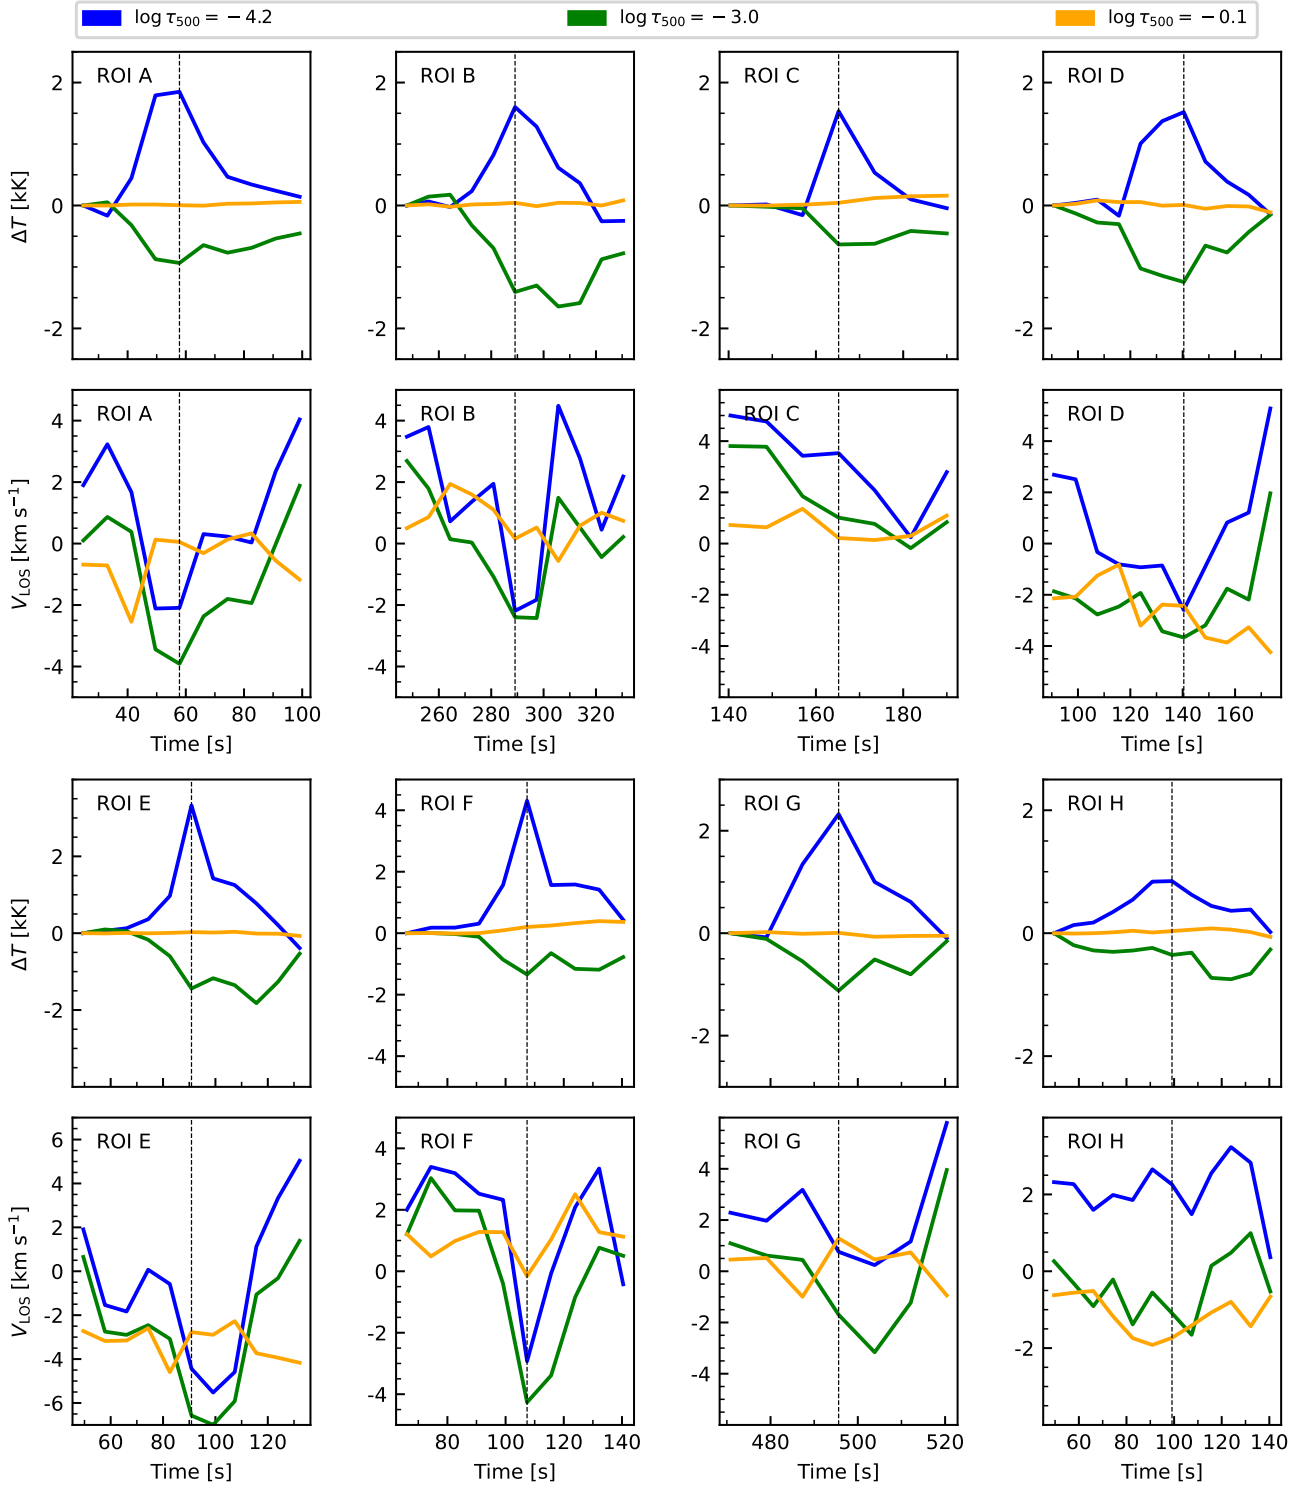 log τ500 = −4.2 log τ500 = −3.0 log τ500 = −0.1
ROI A ROI B ROI C ROI D
ΔT [kK]
2 2 2 2
0 0 0 0
-2 -2 -2 -2
ROI A ROI B ROI C ROI D
VLOS [km s−1]
4 4 4 4
2 2 2 2
0 0 0 0
-2 -2 -2 -2
-4 -4 -4 -4
40 60 80 100 260 280 300 320 140 160 180 100 120 140 160
Time [s] Time [s] Time [s] Time [s]
ROI E ROI F ROI G ROI H
ΔT [kK]
2 4 2 2
0 2 0 0
-2 0 -2 -2
-2
-4
ROI E ROI F ROI G ROI H
VLOS [km s−1]
6 4 4 2
4 2 2 0
2 0 0 -2
0 -2 -2
-2 -4 -4
-4
-6
60 80 100 120 80 100 120 140 480 500 520 60 80 100 120 140
Time [s] Time [s] Time [s] Time [s]